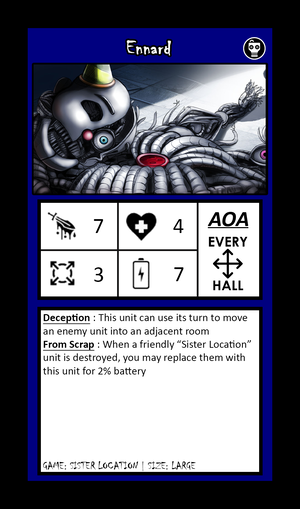 Ennard
7
4
AOA
EVERY
HALL
3
7
Deception : This unit can use its turn to move
an enemy unit into an adjacent room
From Scrap : When a friendly “Sister Location”
unit is destroyed, you may replace them with
this unit for 2% battery
GAME: SISTER LOCATION | SIZE: LARGE